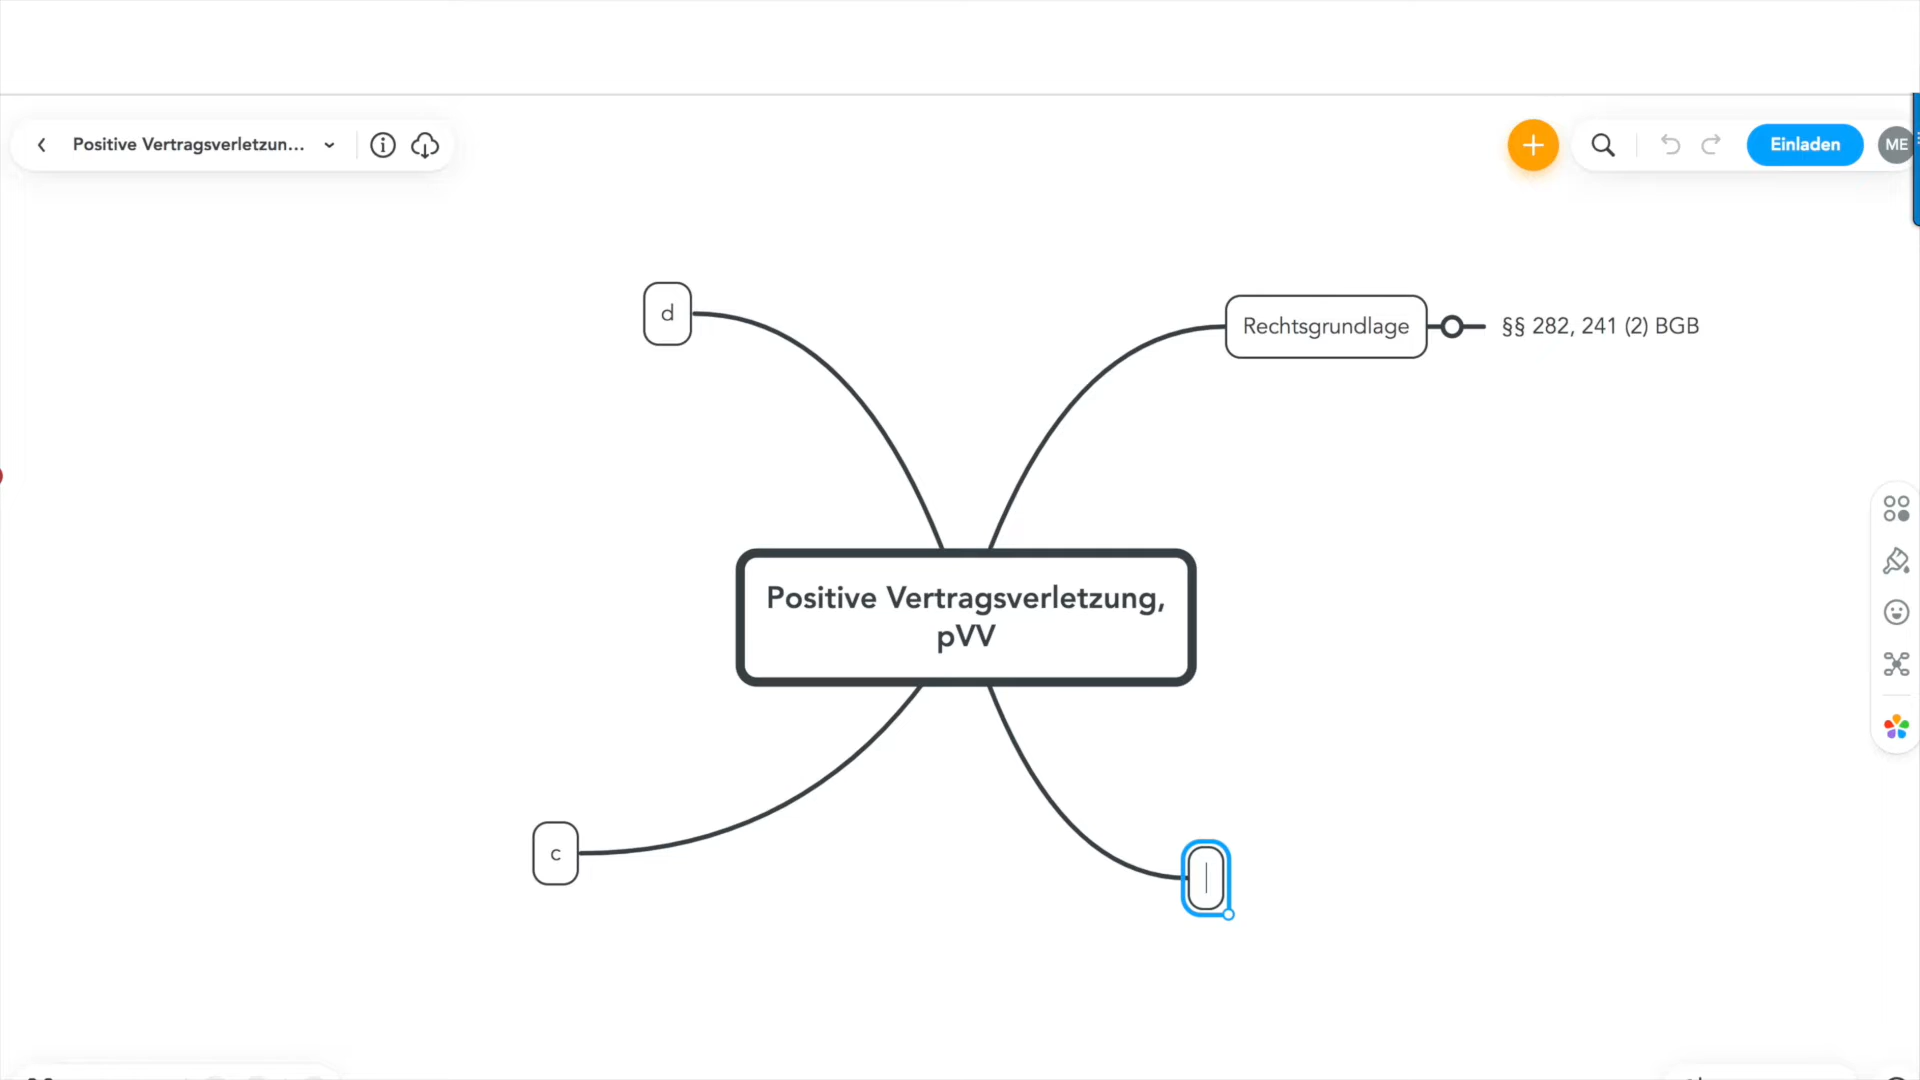 Positive Vertragsverletzun...
Einladen
ME
d
Rechtsgrundlage
§§ 282, 241 (2) BGB
Positive Vertragsverletzung,
pVV
c